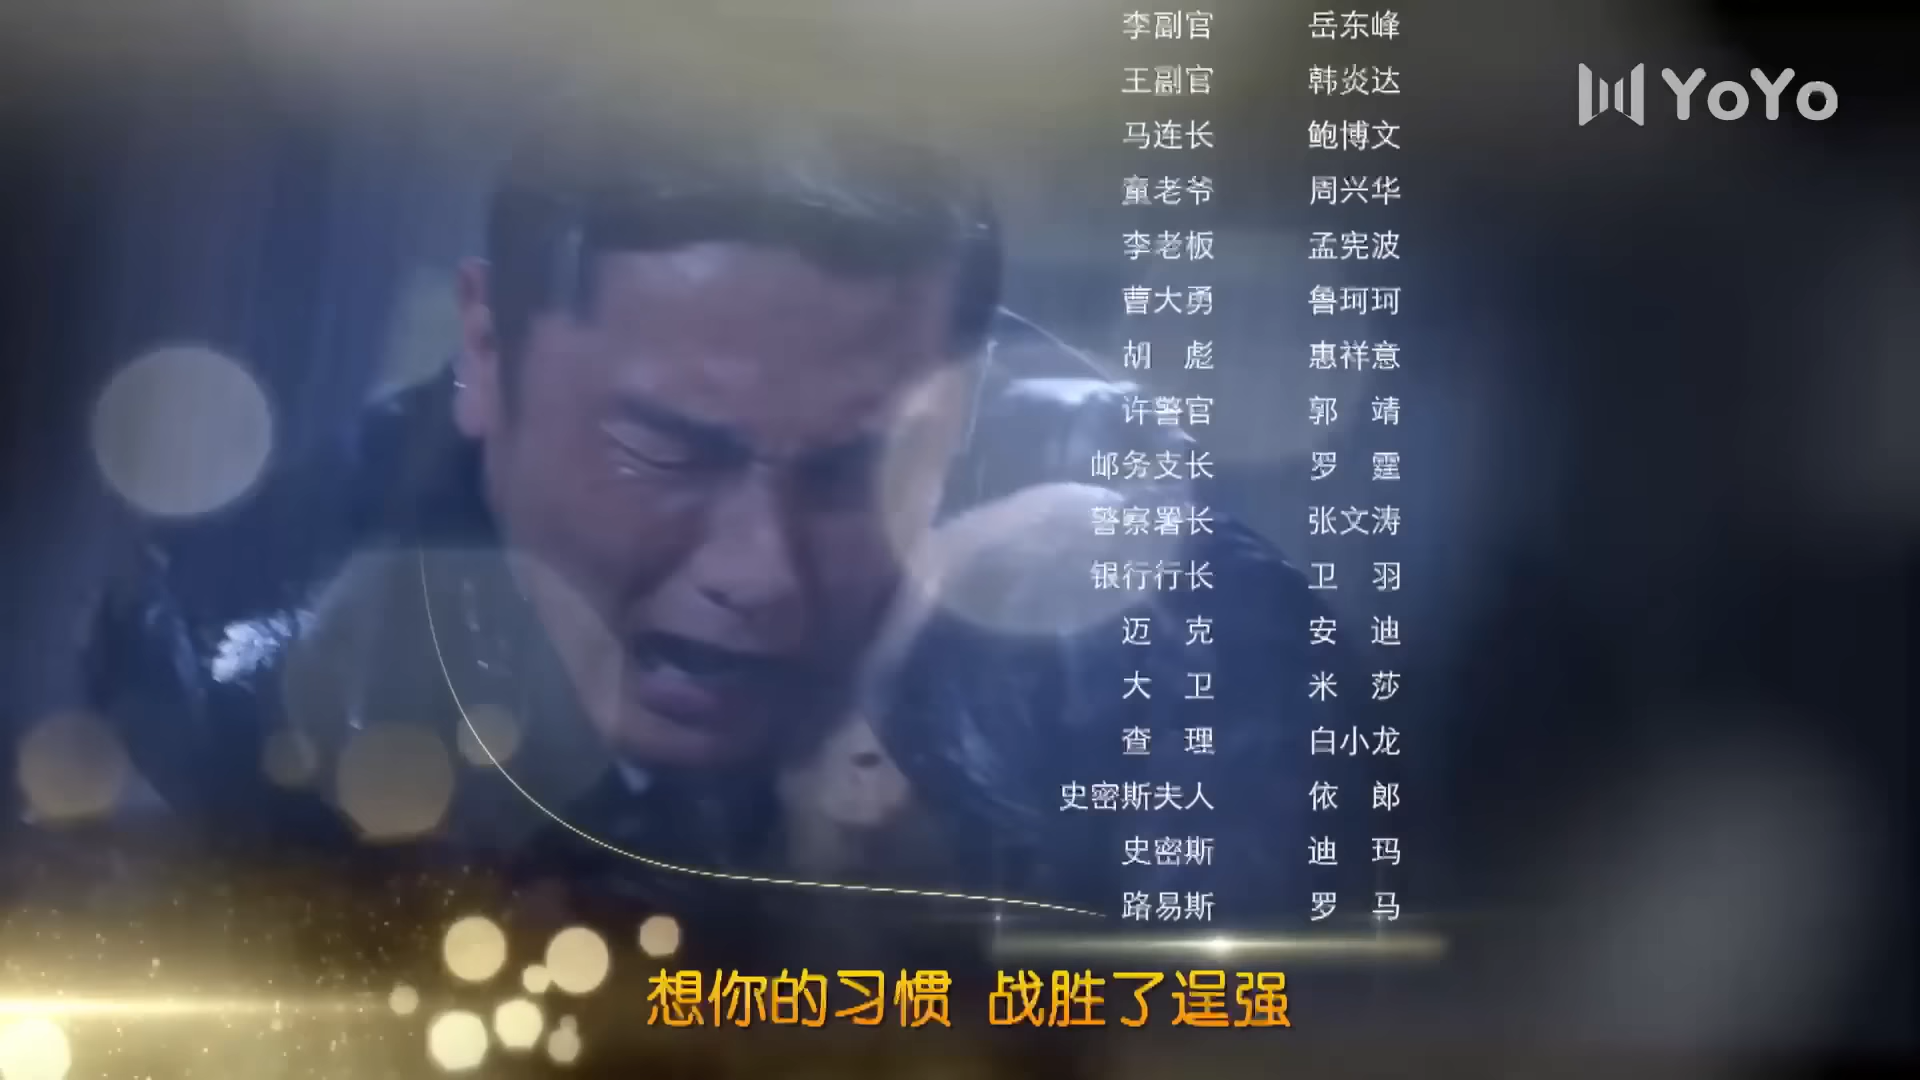 李副官 岳东峰
王副官 韩炎达
马连长 鲍博文
童老爷 周兴华
李老板 孟宪波
曹大勇 鲁珂珂
胡 彪 惠祥意
许警官 郭 靖
邮务支长 罗 霆
警察署长 张文涛
银行行长 卫 羽
迈 克 安 迪
大 卫 米 莎
查 理 白小龙
史密斯夫人 依 郎
史密斯 迪 玛
路易斯 罗 马
YoYo
想你的习惯 战胜了逞强